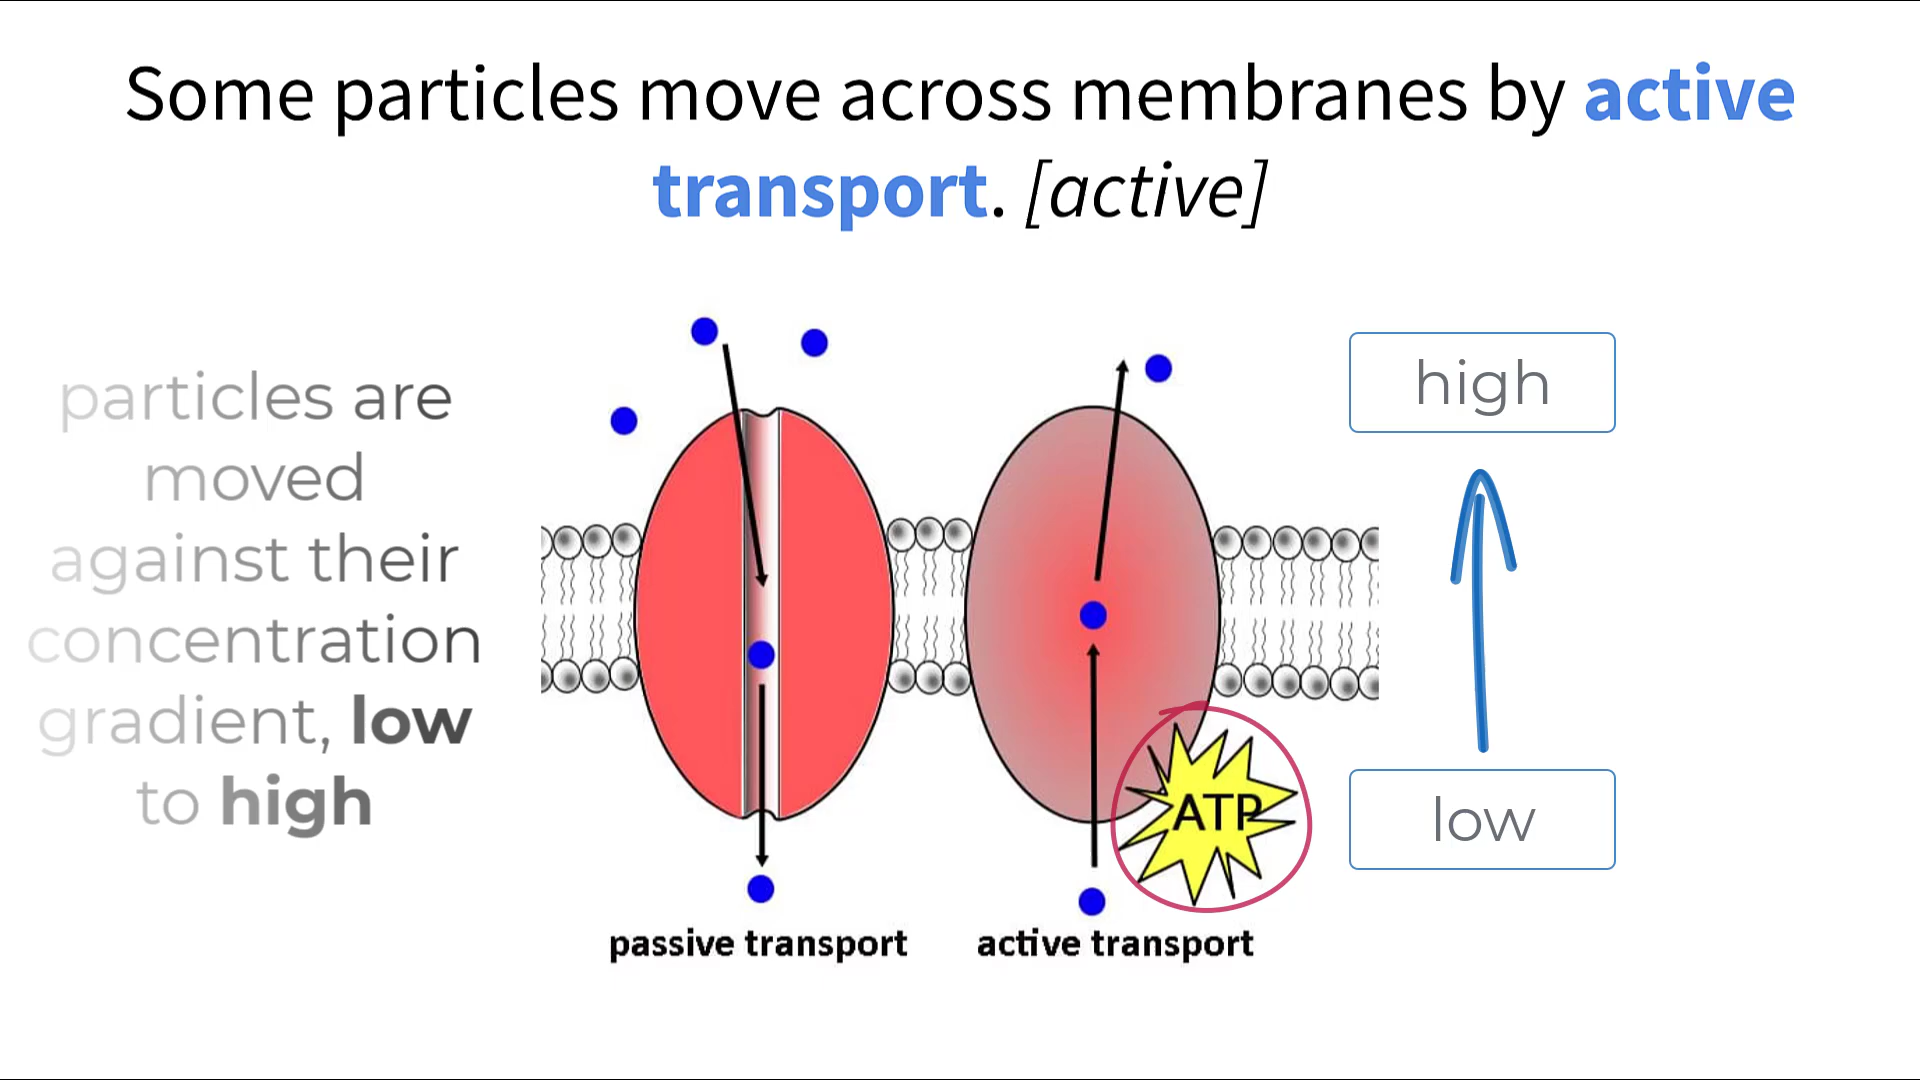 Some particles move across membranes by active
transport. [active]
particles are
moved
against their
concentration
gradient, low
to high
high
low
ATP
passive transport
active transport